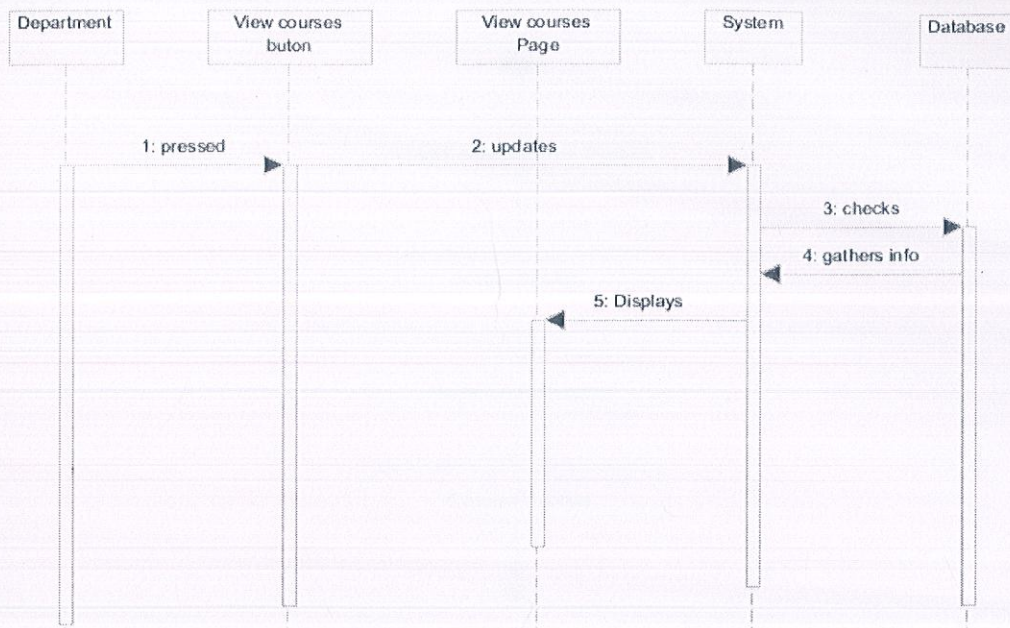 Department
View courses
buton
View courses
Page
System
Database
1: pressed
2: updates
3: checks
4: gathers info
5: Displays